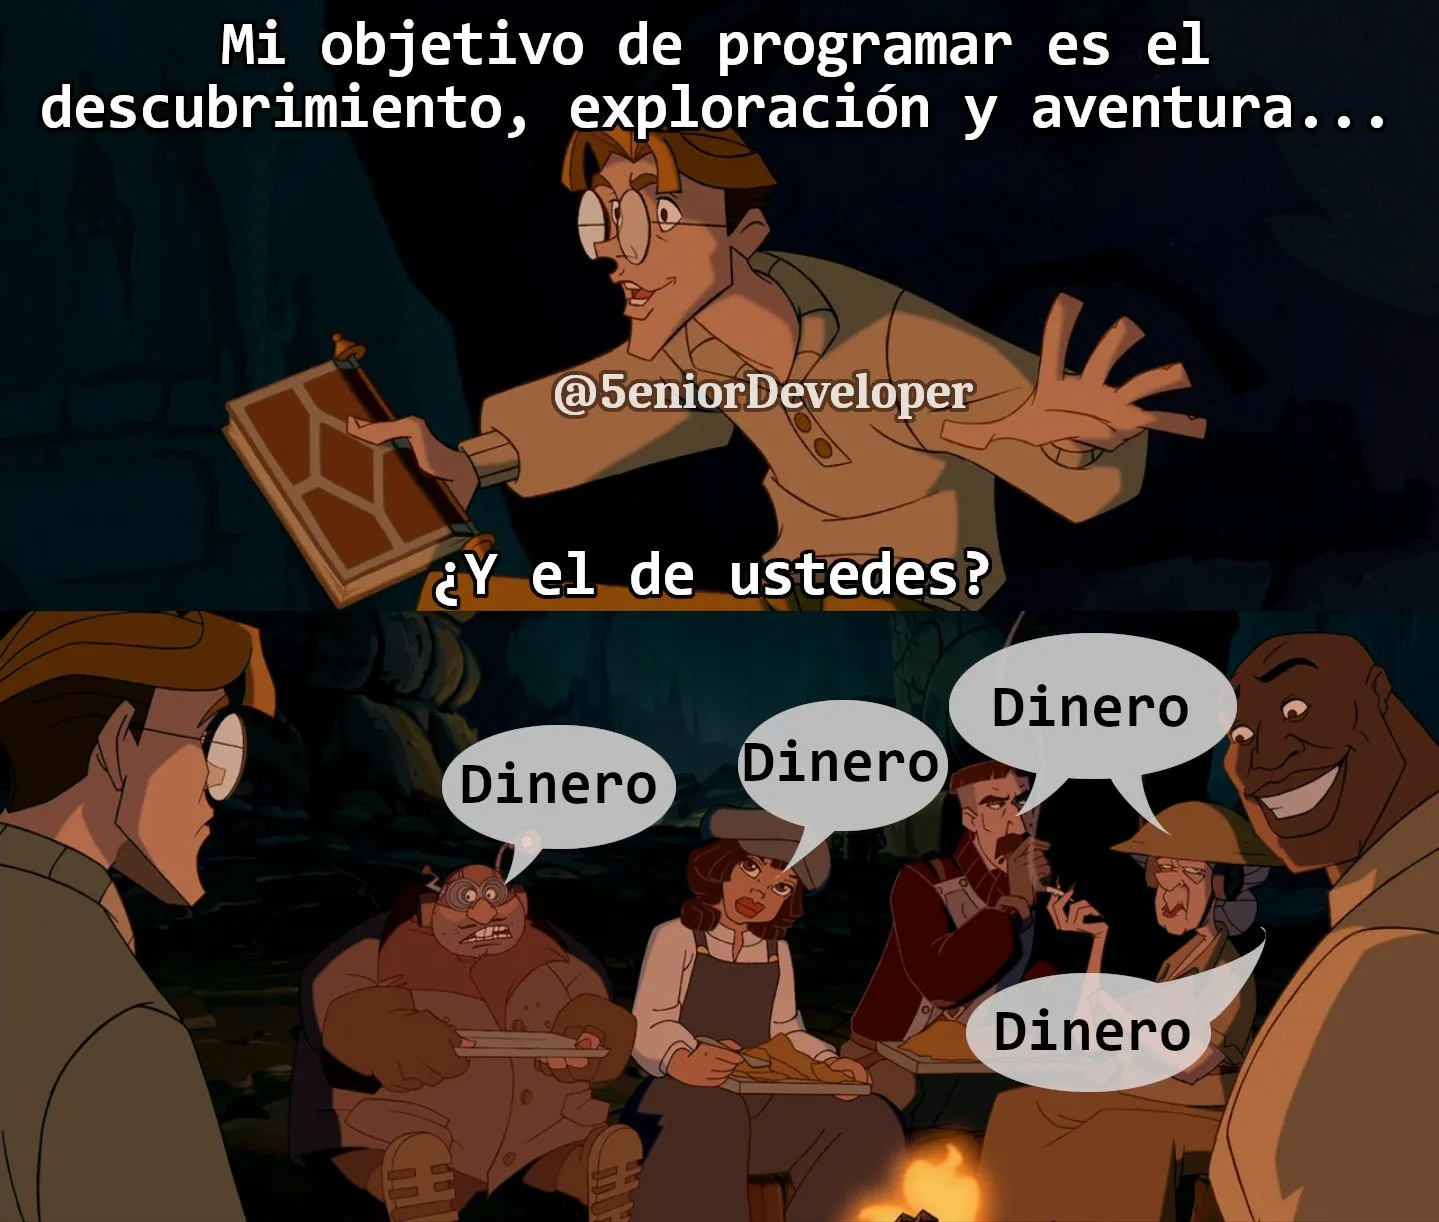 Mi objetivo de programar es el
descubrimiento, exploración y aventura...
@5eniorDeveloper
¿Y el de ustedes?
Dinero
Dinero
Dinero
Dinero